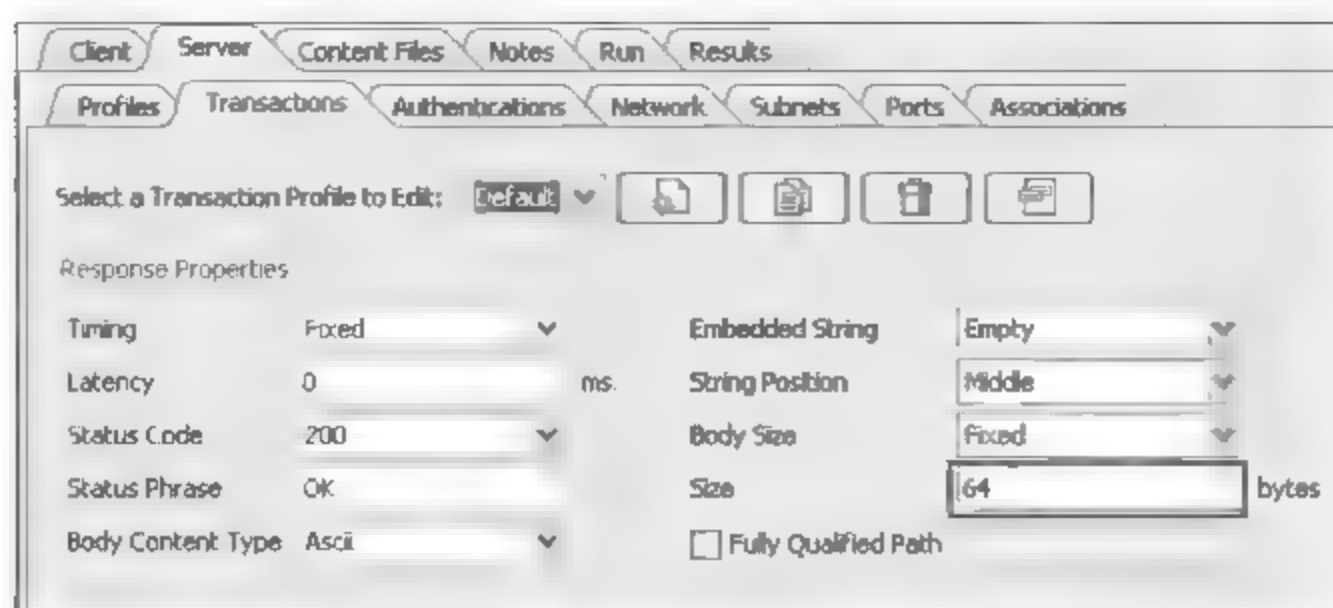 Client Server Content Files Notes Run Results
Profiles Transactions Authentications Network Subnets Ports Associations
Select a Transaction Profile to Edit: Default
Response Properties
Timing Fixed Embedded String Empty
Latency 0 ms. String Position Middle
Status Code 200 Body Size Fixed
Status Phrase OK Size 64 bytes
Body Content Type Ascii Fully Qualified Path